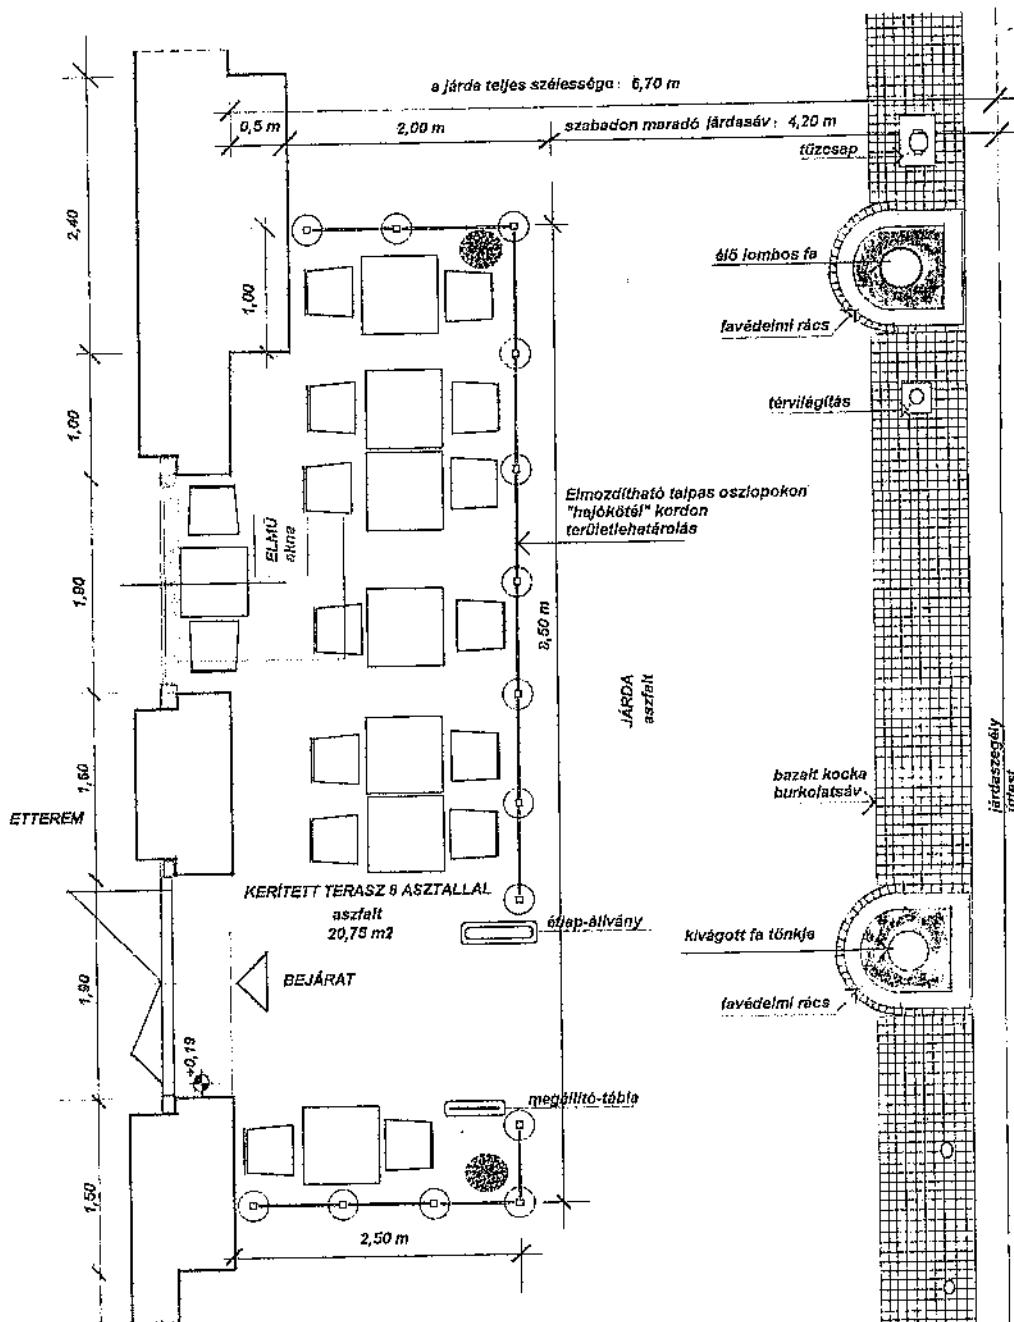 a járda teljes szélessége: 6,70 m
0,5 m
2,00 m
szabadon maradó járdasáv: 4,20 m
tűzcsap
2,40
1,00
élő lombos fa
favédelmi rács
térvilágítás
1,00
Elmozdítható talpas oszlopokon
"hajókötél" kordon
területlehatárolás
ELMŰ
akna
1,90
8,50 m
JÁRDA
aszfalt
1,60
bazalt kocka
burkolatsáv
járdaszegély
ETTEREM
KERÍTETT TERASZ 8 ASZTALLAL
aszfalt
20,75 m2
étlap-állvány
kivágott fa tönkje
BEJÁRAT
favédelmi rács
1,90
+0,19
megállító-tábla
1,50
2,50 m